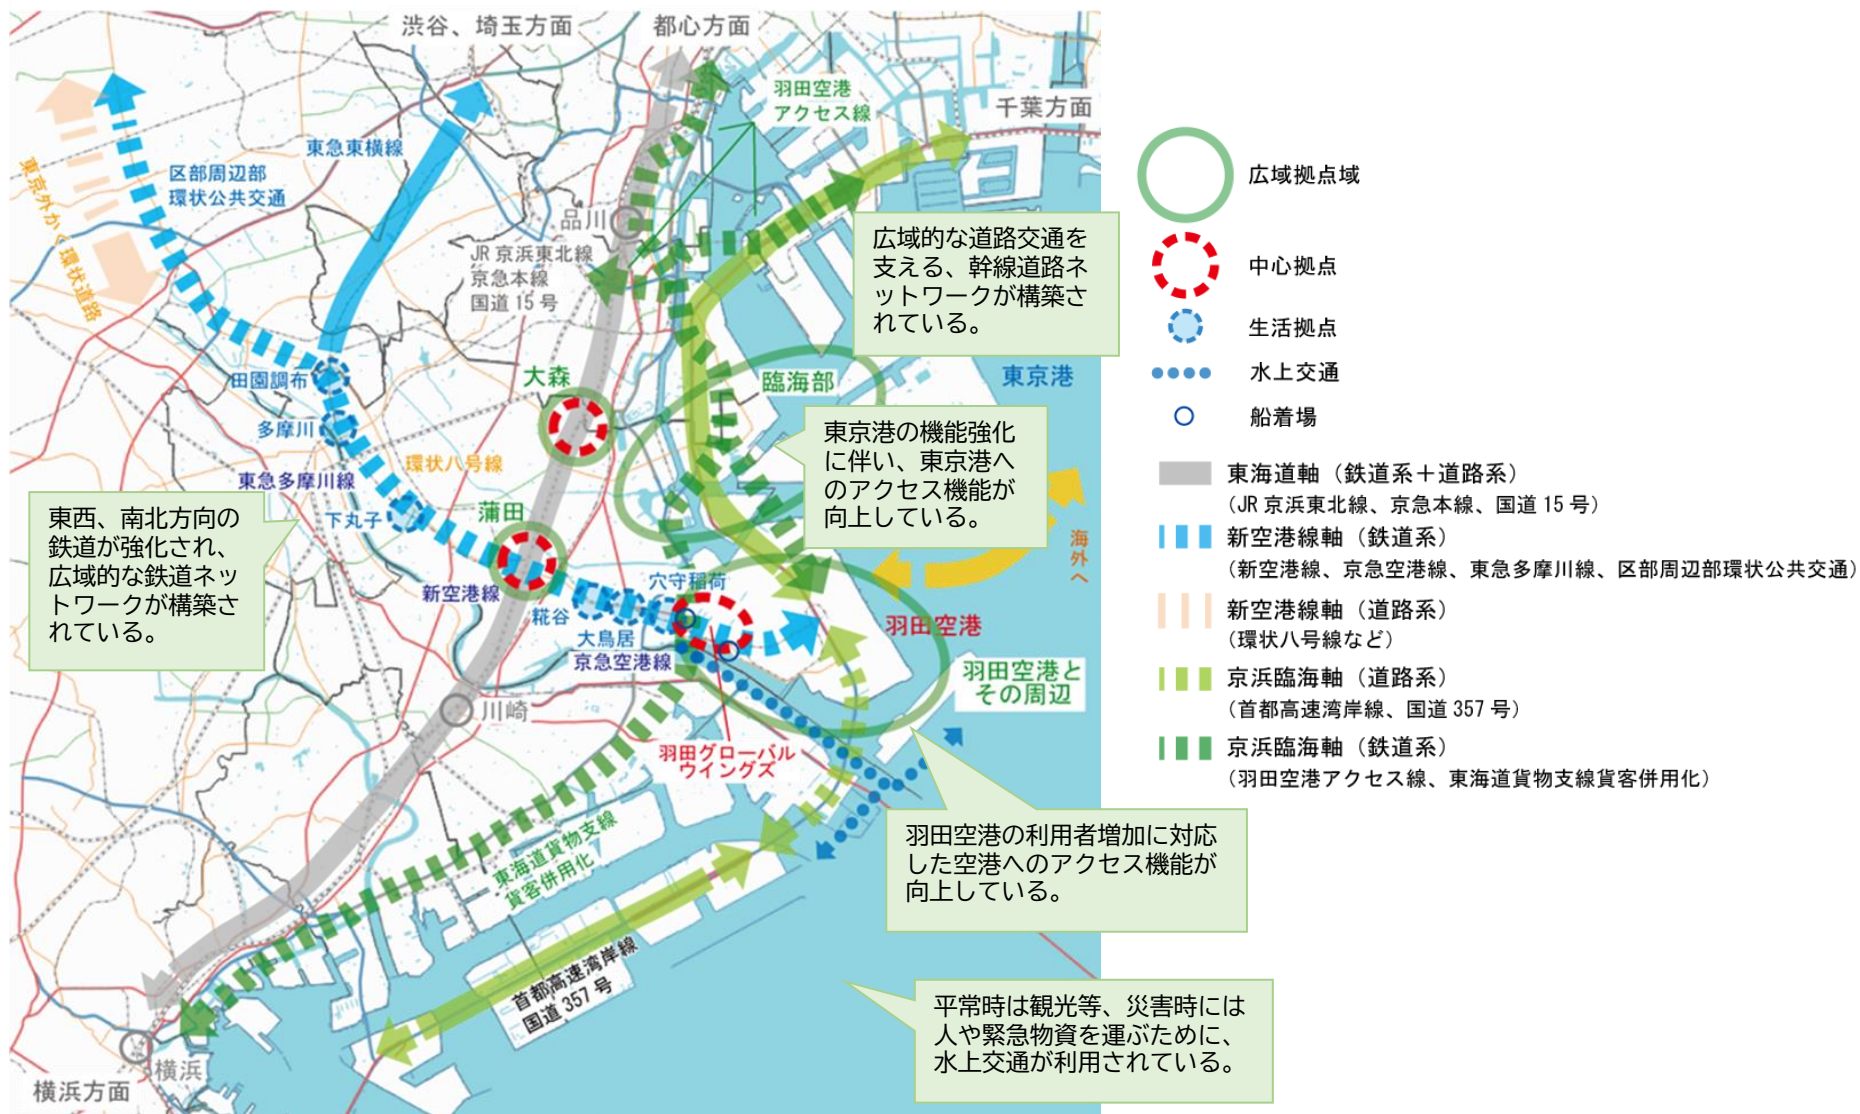 渋谷、埼玉方面
都心方面
千葉方面
羽田空港
アクセス線
東急東横線
区部周辺部
環状公共交通
東京外かく環状道路
品川
JR 京浜東北線
京急本線
国道 15 号
広域的な道路交通を
支える、幹線道路ネ
ットワークが構築さ
れている。
田園調布
大森
臨海部
東京港
多摩川
環状八号線
東急多摩川線
東京港の機能強化
に伴い、東京港へ
のアクセス機能が
向上している。
東西、南北方向の
鉄道が強化され、
広域的な鉄道ネッ
トワークが構築さ
れている。
下丸子
蒲田
海外へ
新空港線
穴守稲荷
糀谷
大鳥居
京急空港線
羽田空港
羽田空港と
その周辺
川崎
羽田グローバル
ウイングズ
東海道貨物支線
貨客併用化
羽田空港の利用者増加に対応
した空港へのアクセス機能が
向上している。
首都高速湾岸線
国道 357 号
平常時は観光等、災害時には
人や緊急物資を運ぶために、
水上交通が利用されている。
横浜
横浜方面
広域拠点域
中心拠点
生活拠点
水上交通
船着場
東海道軸（鉄道系＋道路系）
（JR 京浜東北線、京急本線、国道 15 号）
新空港線軸（鉄道系）
（新空港線、京急空港線、東急多摩川線、区部周辺部環状公共交通）
新空港線軸（道路系）
（環状八号線など）
京浜臨海軸（道路系）
（首都高速湾岸線、国道 357 号）
京浜臨海軸（鉄道系）
（羽田空港アクセス線、東海道貨物支線貨客併用化）